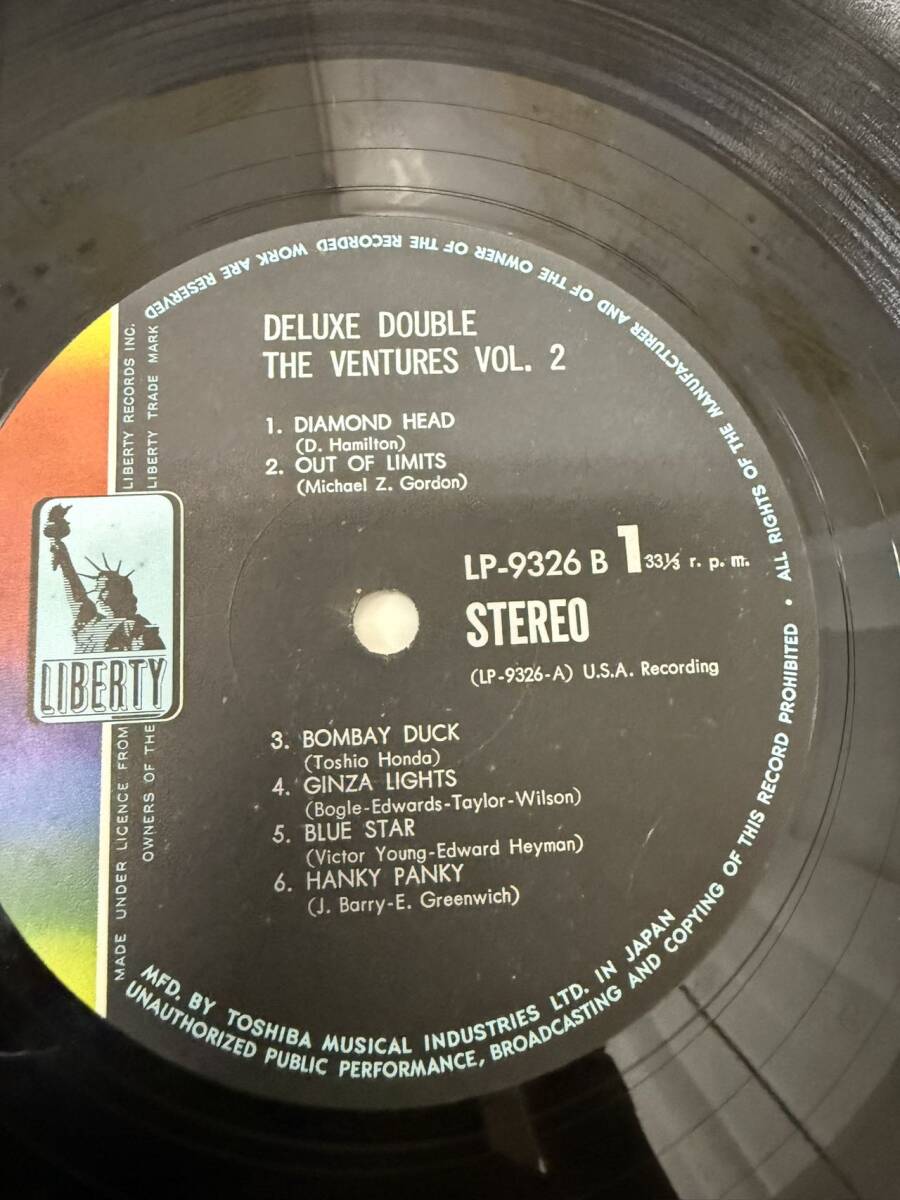 DELUXE DOUBLE
THE VENTURES VOL. 2
1. DIAMOND HEAD
(D. Hamilton)
2. OUT OF LIMITS
(Michael Z. Gordon)
LP-9326 B 1 33⅓ r. p. m.
STEREO
(LP-9326-A) U.S.A. Recording
3. BOMBAY DUCK
(Toshio Honda)
4. GINZA LIGHTS
(Bogle-Edwards-Taylor-Wilson)
5. BLUE STAR
(Victor Young-Edward Heyman)
6. HANKY PANKY
(J. Barry-E. Greenwich)
LIBERTY
MADE UNDER LICENCE FROM LIBERTY RECORDS INC.
OWNERS OF THE LIBERTY TRADE MARK
MFD. BY TOSHIBA MUSICAL INDUSTRIES LTD. IN JAPAN
UNAUTHORIZED PUBLIC PERFORMANCE, BROADCASTING AND COPYING OF THIS RECORD PROHIBITED • ALL RIGHTS OF THE MANUFACTURER AND OF THE OWNER OF THE RECORDED WORK ARE RESERVED